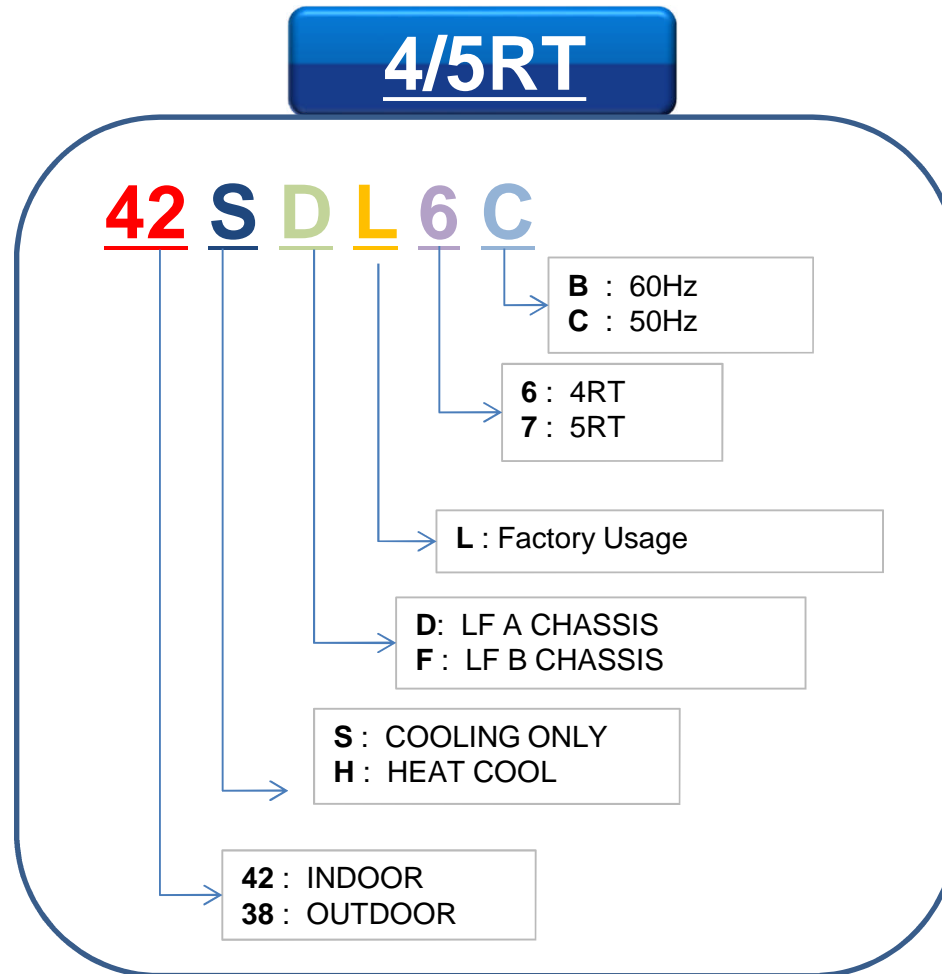 4/5RT
42 S D L 6 C
B : 60Hz
C : 50Hz
6 : 4RT
7 : 5RT
L : Factory Usage
D: LF A CHASSIS
F : LF B CHASSIS
S : COOLING ONLY
H : HEAT COOL
42 : INDOOR
38 : OUTDOOR